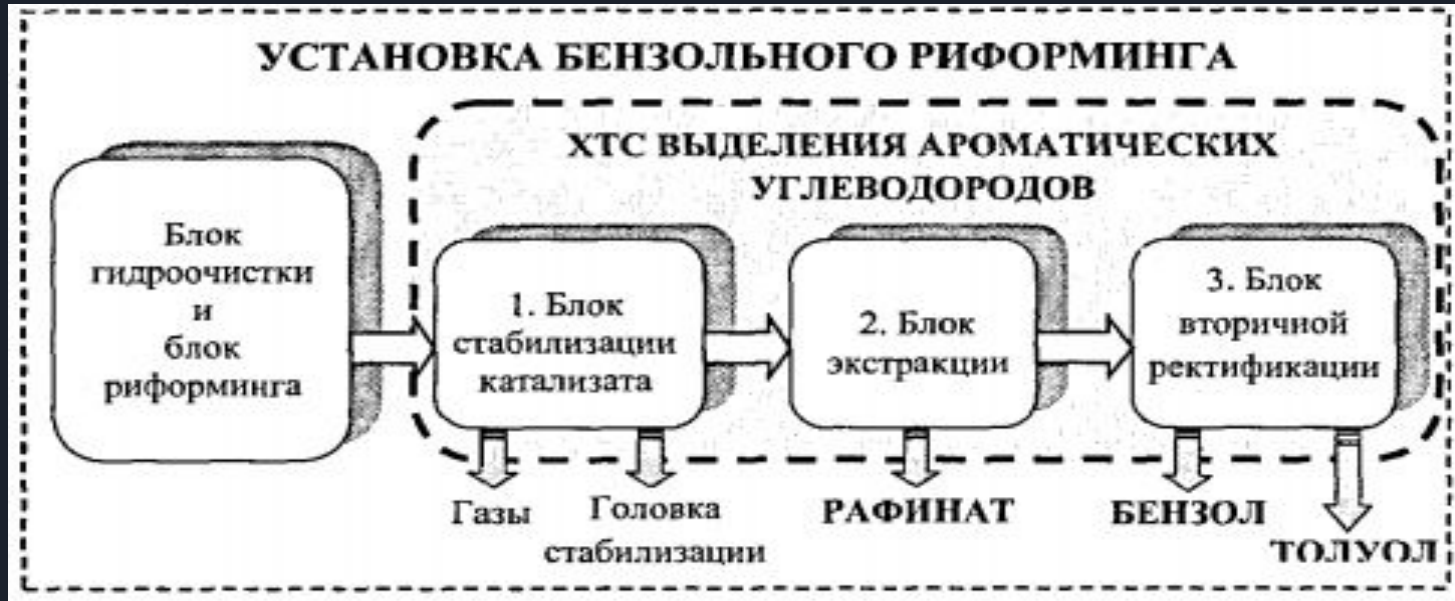 УСТАНОВКА БЕНЗОЛЬНОГО РИФОРМИНГА
ХТС ВЫДЕЛЕНИЯ АРОМАТИЧЕСКИХ
УГЛЕВОДОРОДОВ
Блок
гидроочистки
и
блок
риформинга
1. Блок
стабилизации
катализата
2. Блок
экстракции
3. Блок
вторичной
ректификации
Газы
Головка
стабилизации
РАФИНАТ
БЕНЗОЛ
ТОЛУОЛ